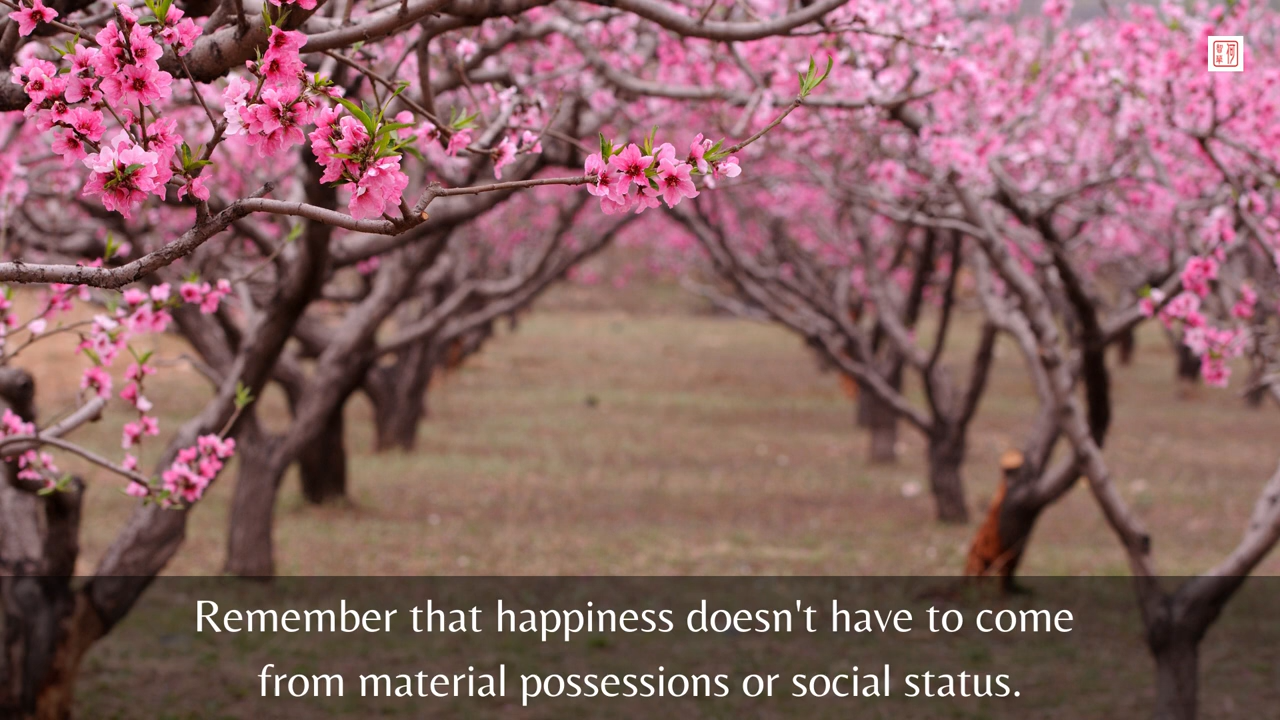 Remember that happiness doesn't have to come
from material possessions or social status.